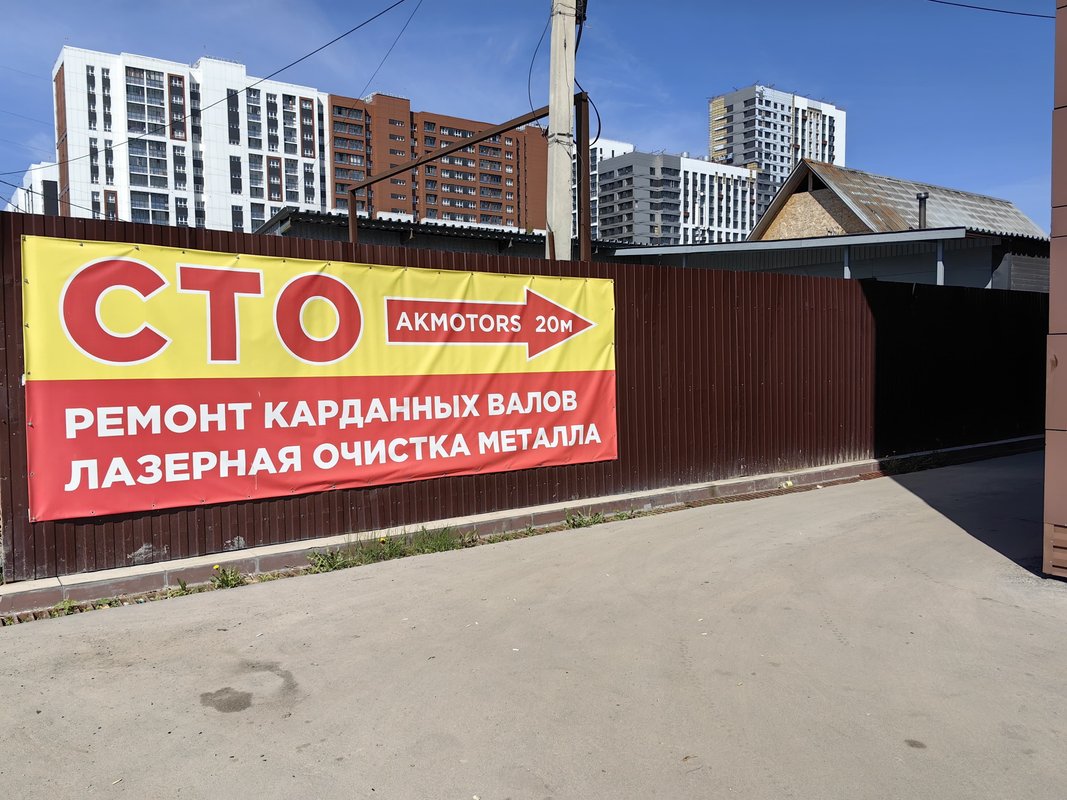 СТО
AKMOTORS 20м
РЕМОНТ КАРДАННЫХ ВАЛОВ
ЛАЗЕРНАЯ ОЧИСТКА МЕТАЛЛА